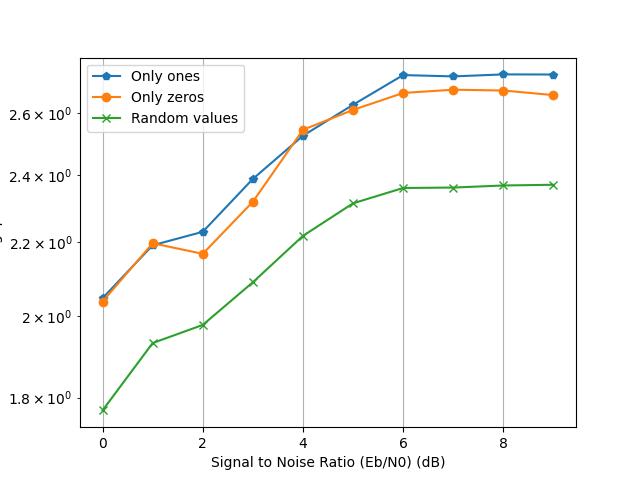 Only ones
Only zeros
Random values
2.6 × 10⁰
2.4 × 10⁰
2.2 × 10⁰
2 × 10⁰
1.8 × 10⁰
0 2 4 6 8
Signal to Noise Ratio (Eb/N0) (dB)